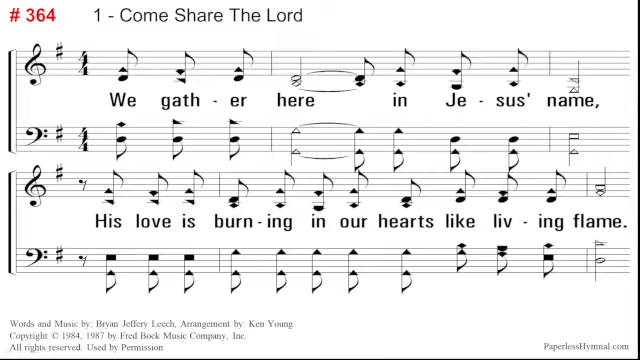 # 364 1 - Come Share The Lord
We gath - er here in Je - sus' name,
His love is burn - ing in our hearts like liv - ing flame.
Words and Music by: Bryan Jeffery Leech, Arrangement by: Ken Young
Copyright © 1984, 1987 by Fred Bock Music Company, Inc.
All rights reserved. Used by Permission
PaperlessHymnal.com